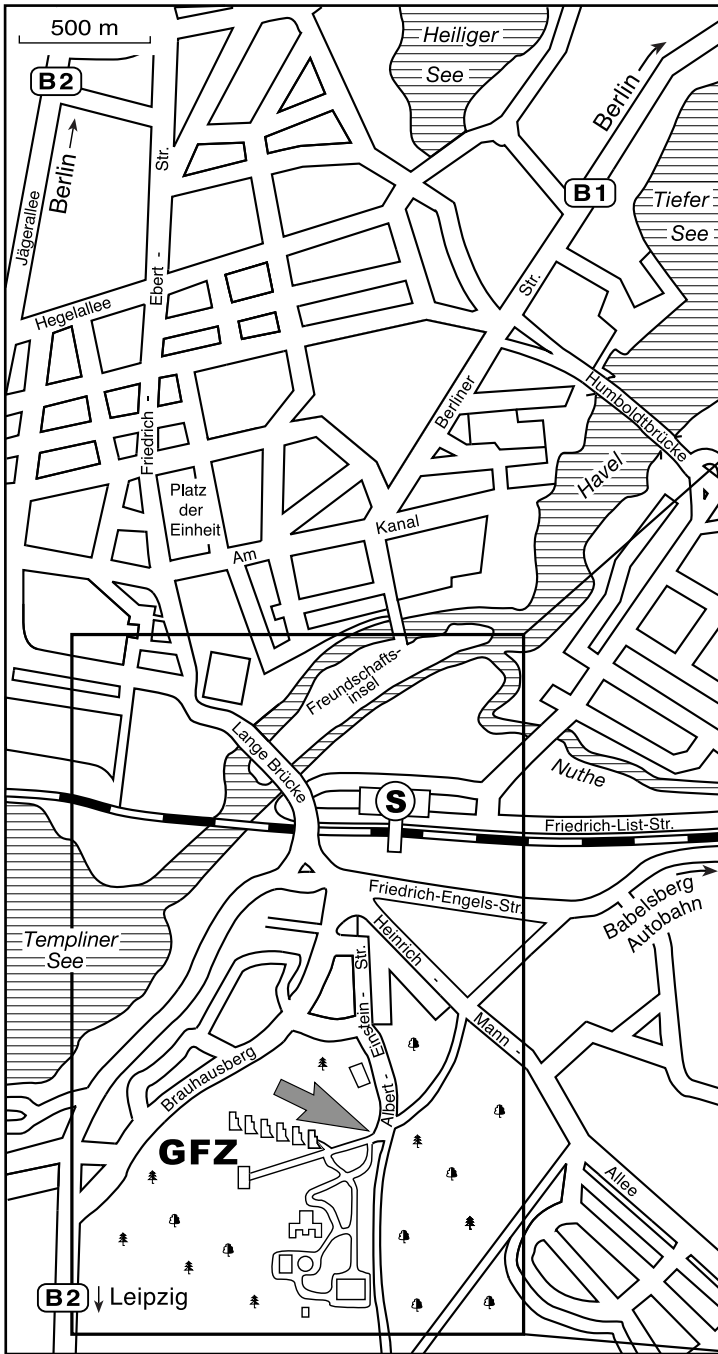 500 m
B2
Berlin
Jägerallee
Str.
Ebert -
Friedrich -
Hegelallee
Heiliger
See
Berlin
B1
Tiefer
See
Str.
Berliner
Humboldtbrücke
Havel
Platz
der
Einheit
Am
Kanal
Freundschafts-
insel
Lange Brücke
S
Nuthe
Friedrich-List-Str.
Friedrich-Engels-Str.
Babelsberg
Autobahn
Templiner
See
Heinrich -
Mann -
Allee
Str.
Einstein -
Albert -
Brauhausberg
GFZ
B2
Leipzig